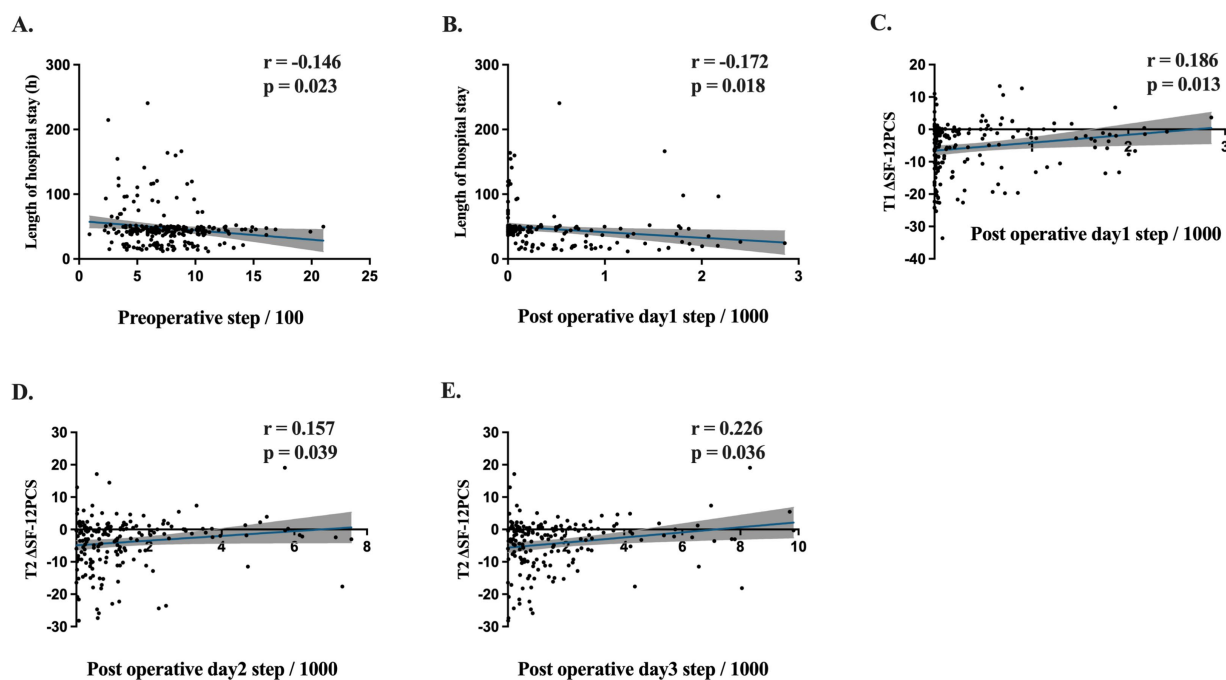 A.
r = -0.146
p = 0.023
Length of hospital stay (h)
300
200
100
0
0 5 10 15 20 25
Preoperative step / 100
B.
r = -0.172
p = 0.018
Length of hospital stay
300
200
100
0
0 1 2 3
Post operative day1 step / 1000
C.
r = 0.186
p = 0.013
T1 ΔSF-12PCS
20
10
0
-10
-20
-30
-40
1 2 3
Post operative day1 step / 1000
D.
r = 0.157
p = 0.039
T2 ΔSF-12PCS
30
20
10
0
-10
-20
-30
2 4 6 8
Post operative day2 step / 1000
E.
r = 0.226
p = 0.036
T2 ΔSF-12PCS
30
20
10
0
-10
-20
-30
2 4 6 8 10
Post operative day3 step / 1000